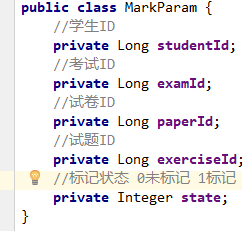 public class MarkParam {
//学生ID
private Long studentId;
//考试ID
private Long examId;
//试卷ID
private Long paperId;
//试题ID
private Long exerciseId;
//标记状态 0未标记 1标记
private Integer state;
}